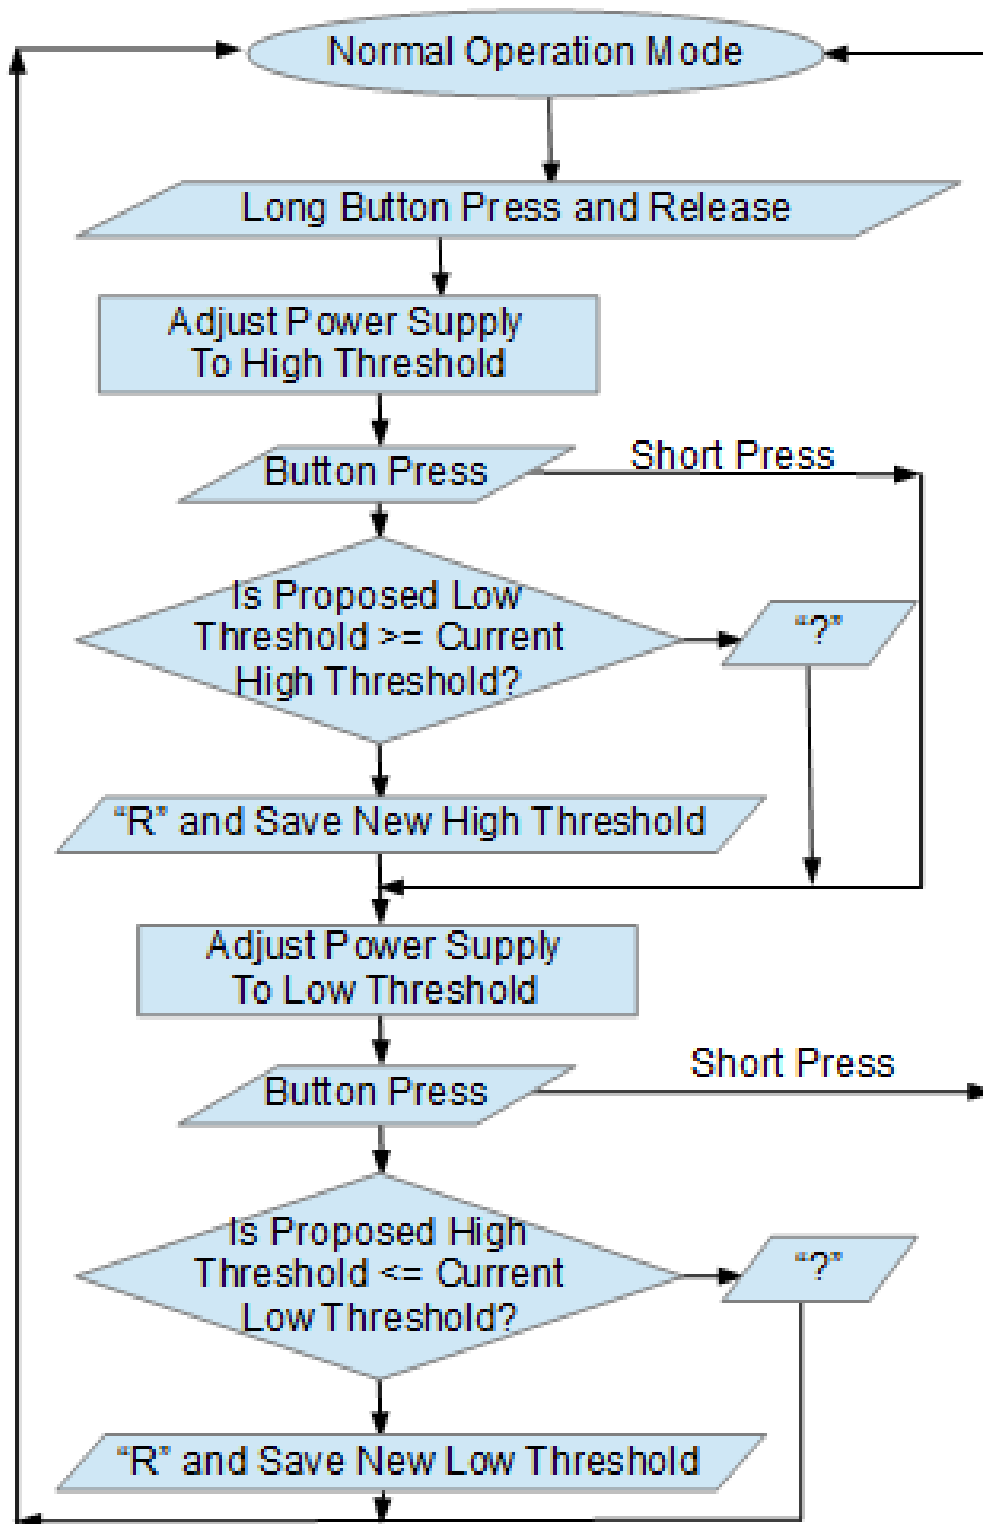 Normal Operation Mode
Long Button Press and Release
Adjust Power Supply
To High Threshold
Button Press
Short Press
Is Proposed Low
Threshold >= Current
High Threshold?
“?”
“R” and Save New High Threshold
Adjust Power Supply
To Low Threshold
Button Press
Short Press
Is Proposed High
Threshold <= Current
Low Threshold?
“?”
“R” and Save New Low Threshold